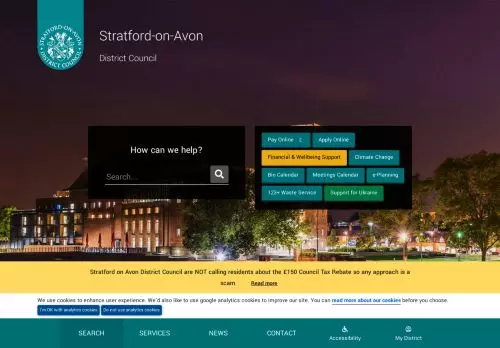 STRATFORD-ON-AVON
DISTRICT COUNCIL
Stratford-on-Avon
District Council
How can we help?
Search...
Pay Online
Apply Online
Financial & Wellbeing Support
Climate Change
Bin Calendar
Meetings Calendar
e-Planning
123+ Waste Service
Support for Ukraine
Stratford on Avon District Council are NOT calling residents about the £150 Council Tax Rebate so any approach is a
scam Read more
We use cookies to enhance user experience. We'd also like to use google analytics cookies to improve our site. You can read more about our cookies before you choose.
I'm OK with analytics cookies
Do not use analytics cookies
SEARCH
SERVICES
NEWS
CONTACT
Accessibility
My District